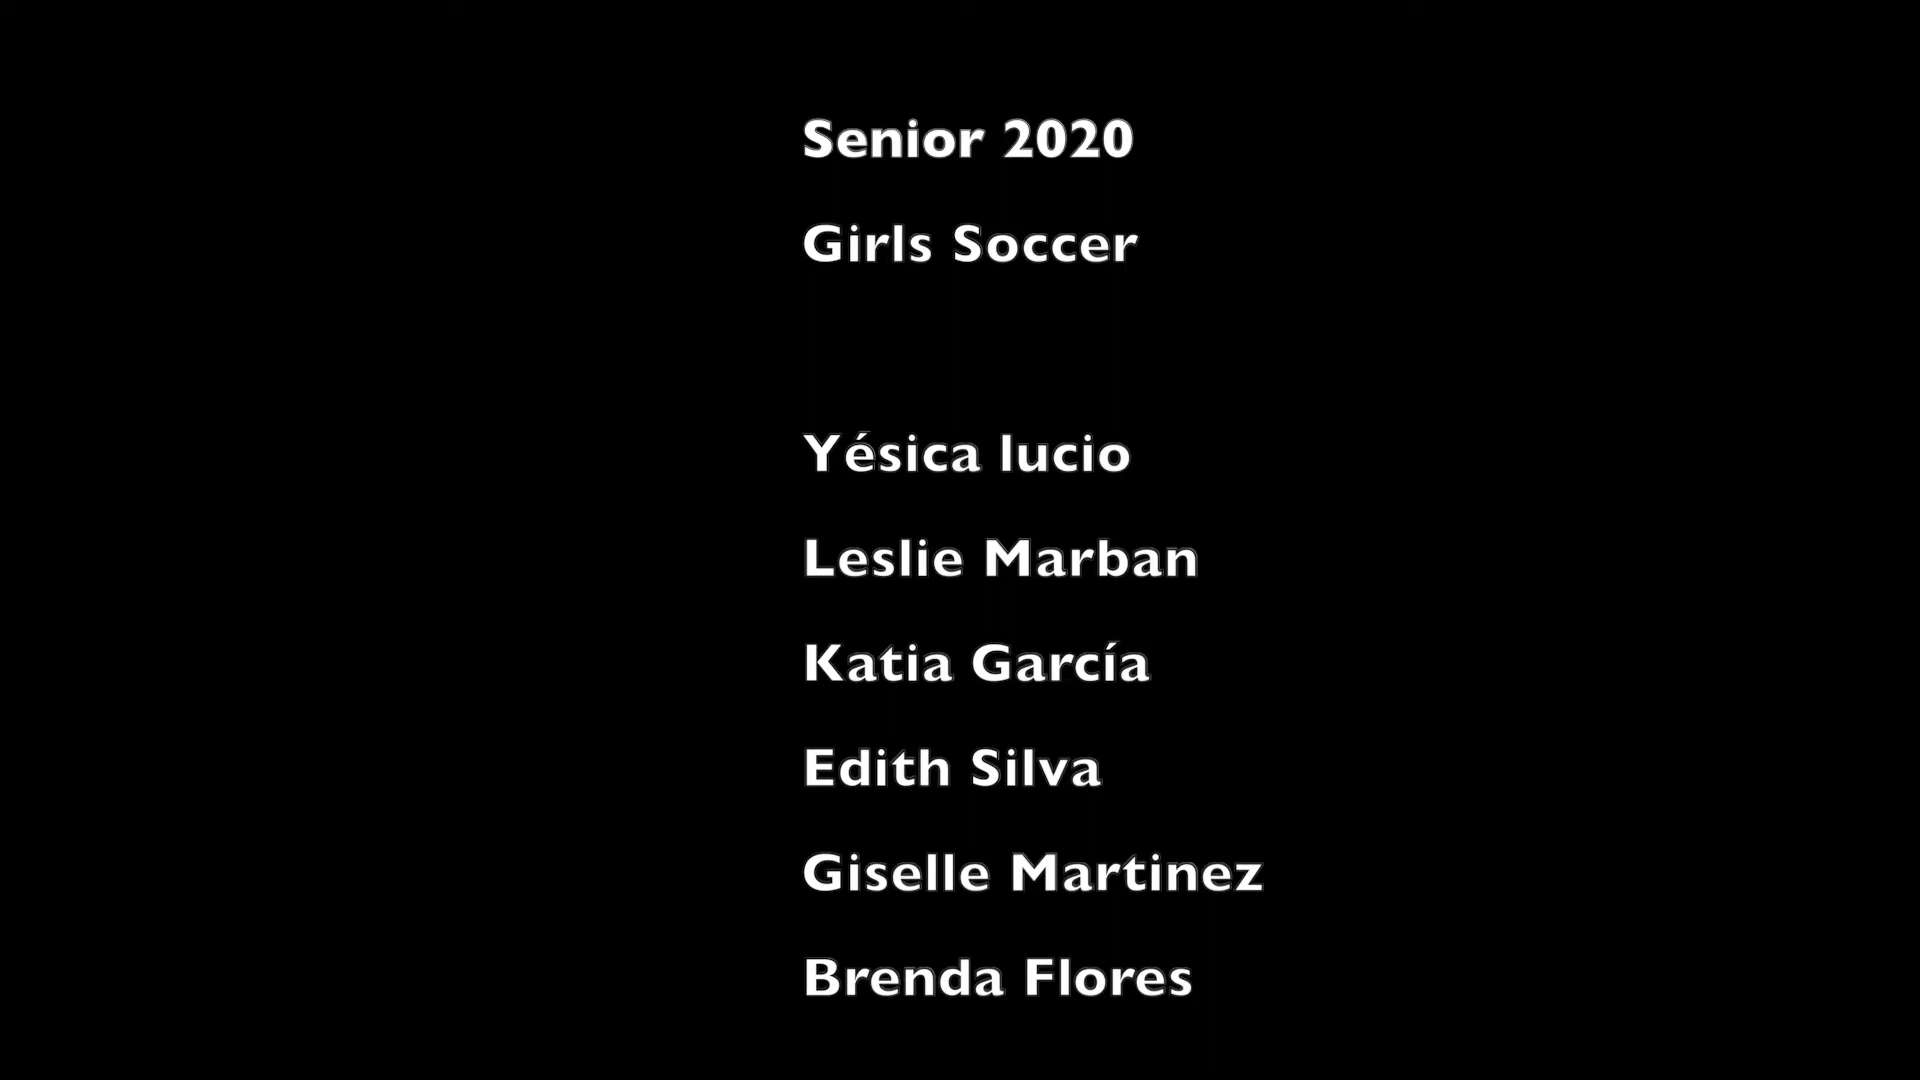 Senior 2020
Girls Soccer
Yésica lucio
Leslie Marban
Katia García
Edith Silva
Giselle Martinez
Brenda Flores